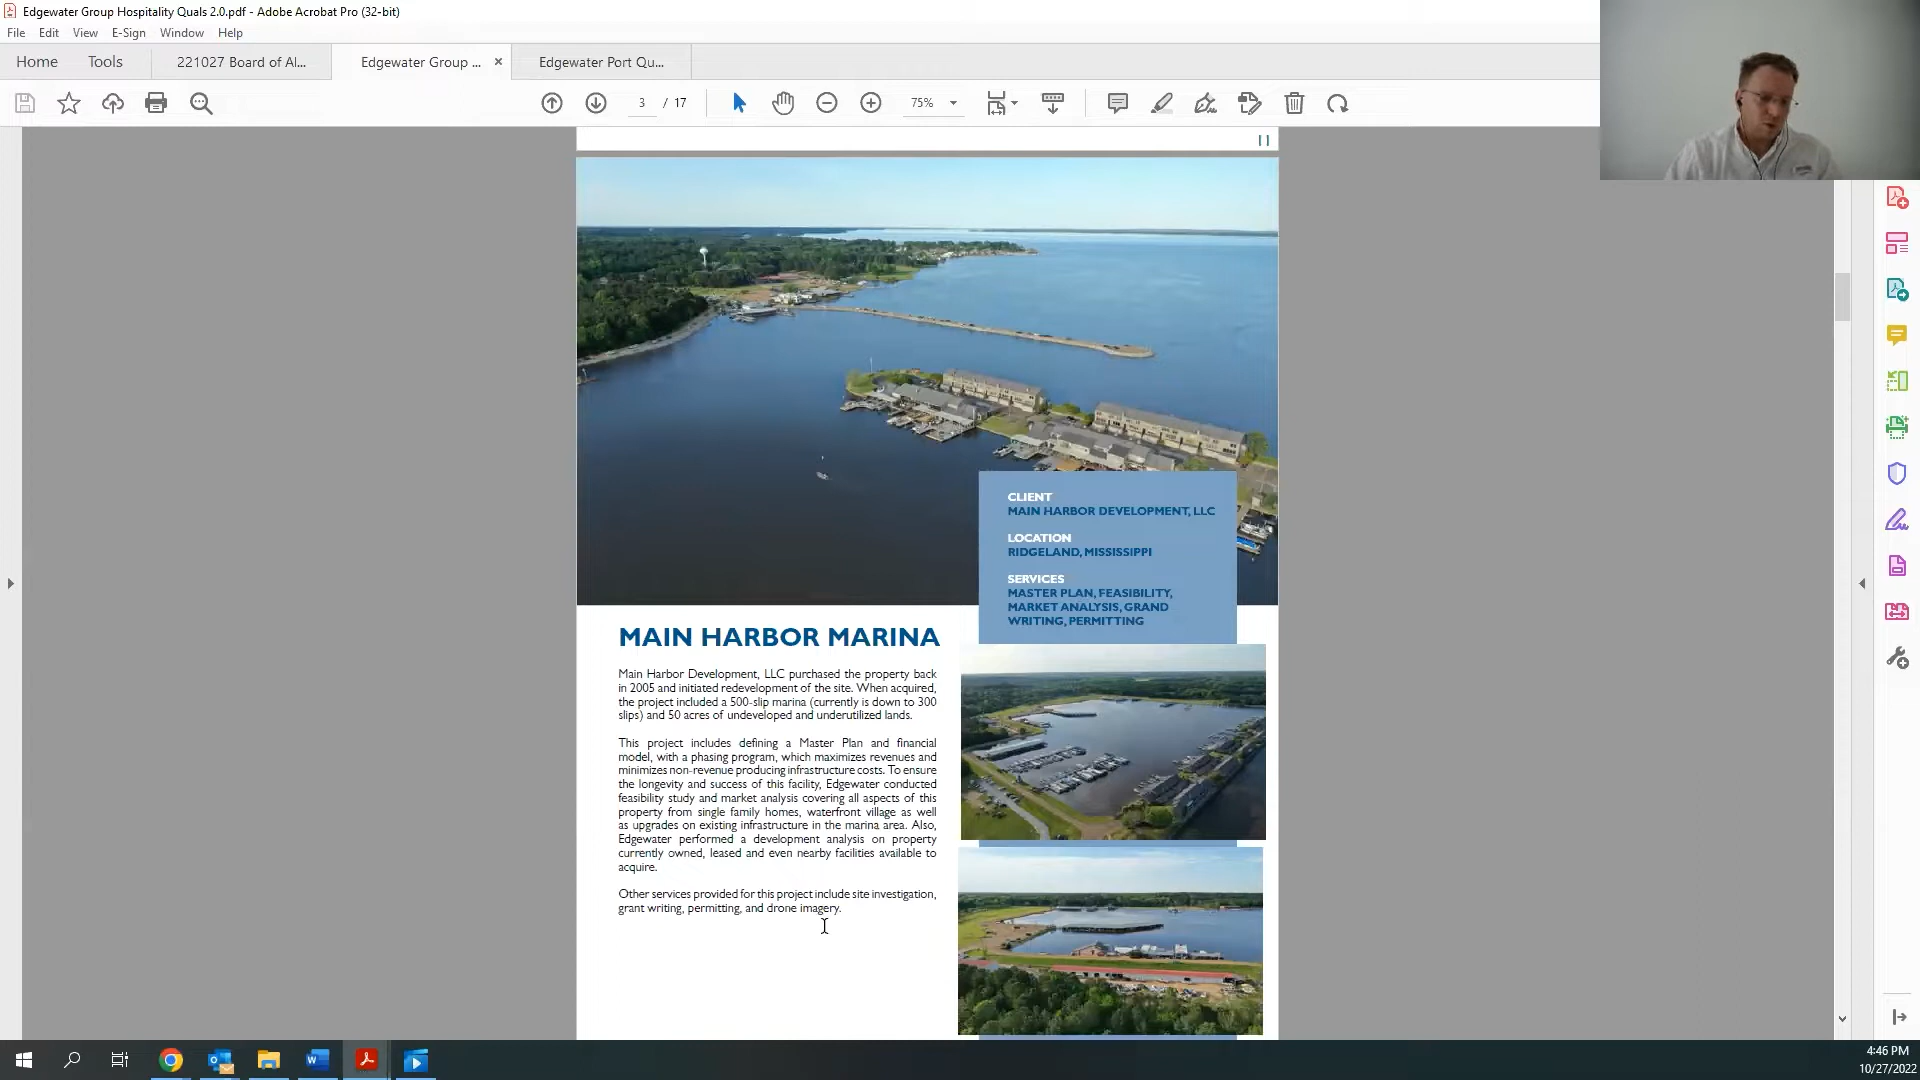 Edgewater Group Hospitality Quals 2.0.pdf - Adobe Acrobat Pro (32-bit)
File Edit View E-Sign Window Help
Home Tools 221027 Board of Al... Edgewater Group ... × Edgewater Port Qu...
3 / 17 75%
11
CLIENT
MAIN HARBOR DEVELOPMENT, LLC
LOCATION
RIDGELAND, MISSISSIPPI
SERVICES
MASTER PLAN, FEASIBILITY,
MARKET ANALYSIS, GRAND
WRITING, PERMITTING
MAIN HARBOR MARINA
Main Harbor Development, LLC purchased the property back
in 2005 and initiated redevelopment of the site. When acquired,
the project included a 500-slip marina (currently is down to 300
slips) and 50 acres of undeveloped and underutilized lands.
This project includes defining a Master Plan and financial
model, with a phasing program, which maximizes revenues and
minimizes non-revenue producing infrastructure costs. To ensure
the longevity and success of this facility, Edgewater conducted
feasibility study and market analysis covering all aspects of this
property from single family homes, waterfront village as well
as upgrades on existing infrastructure in the marina area. Also,
Edgewater performed a development analysis on property
currently owned, leased and even nearby facilities available to
acquire.
Other services provided for this project include site investigation,
grant writing, permitting, and drone imagery.
4:46 PM
10/27/2022